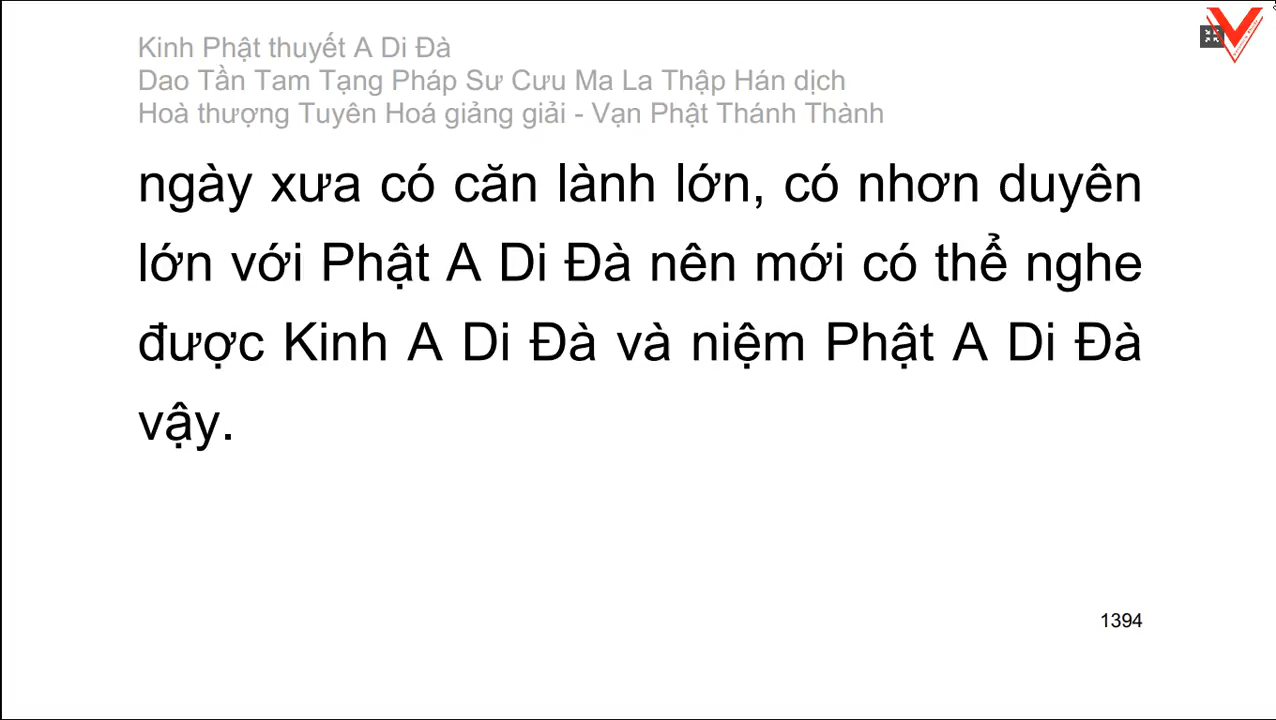 Kinh Phật thuyết A Di Đà
Dao Tần Tam Tạng Pháp Sư Cưu Ma La Thập Hán dịch
Hoà thượng Tuyên Hoá giảng giải - Vạn Phật Thánh Thành
ngày xưa có căn lành lớn, có nhơn duyên
lớn với Phật A Di Đà nên mới có thể nghe
được Kinh A Di Đà và niệm Phật A Di Đà
vậy.
1394